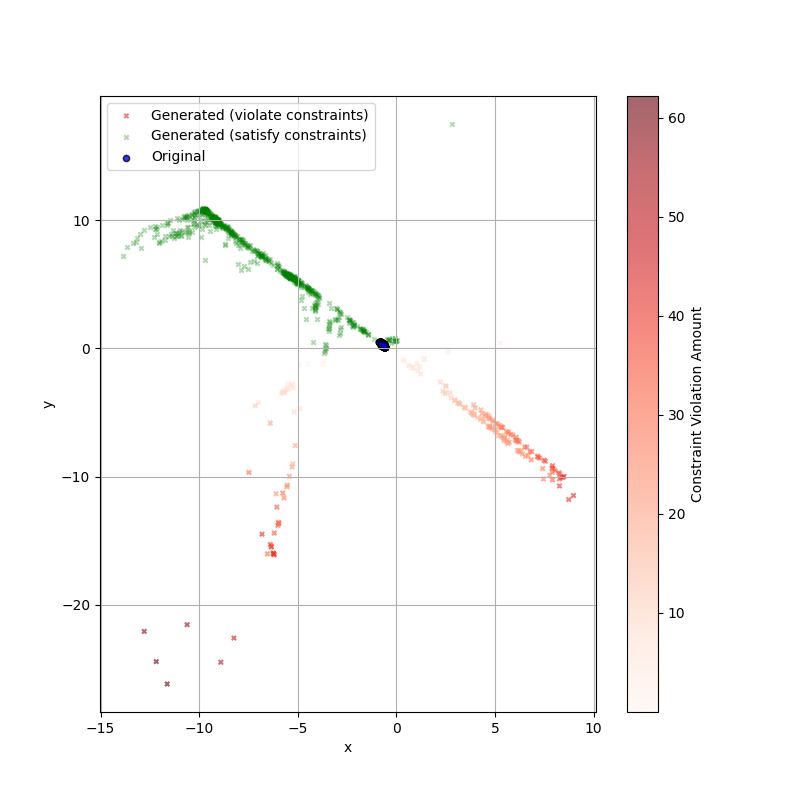 Generated (violate constraints)
Generated (satisfy constraints)
Original
10
0
−10
−20
y
−15
−10
−5
0
5
10
x
60
50
40
30
20
10
Constraint Violation Amount